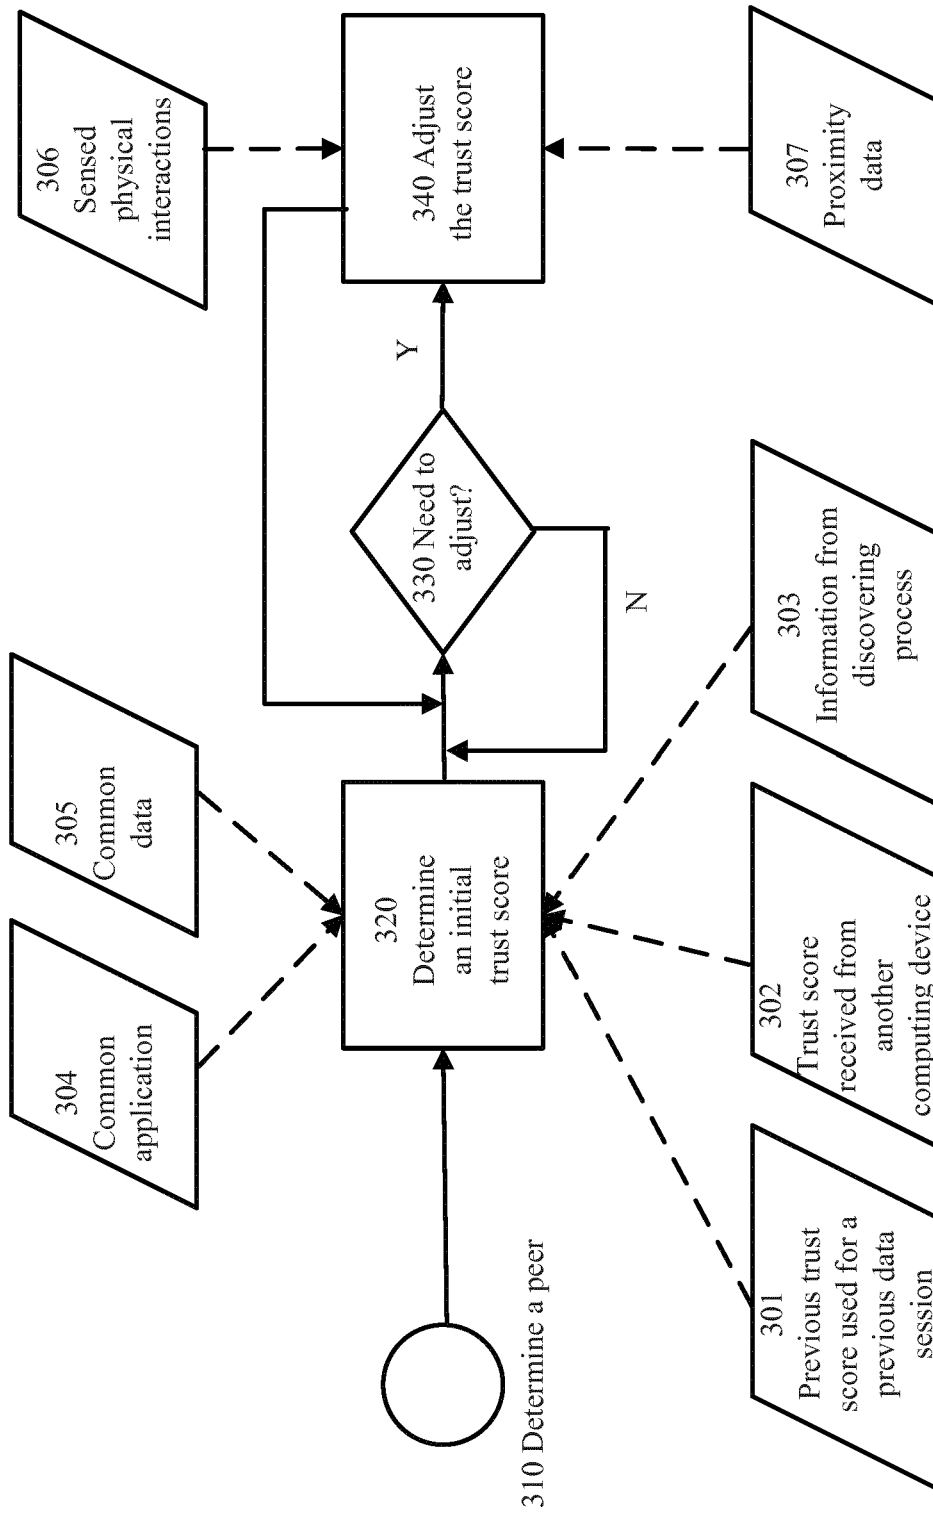 304
Common
application
305
Common
data
306
Sensed
physical
interactions
310 Determine a peer
320
Determine
an initial
trust score
330 Need to
adjust?
Y
N
340 Adjust
the trust score
301
Previous trust
score used for a
previous data
session
302
Trust score
received from
another
computing device
303
Information from
discovering
process
307
Proximity
data